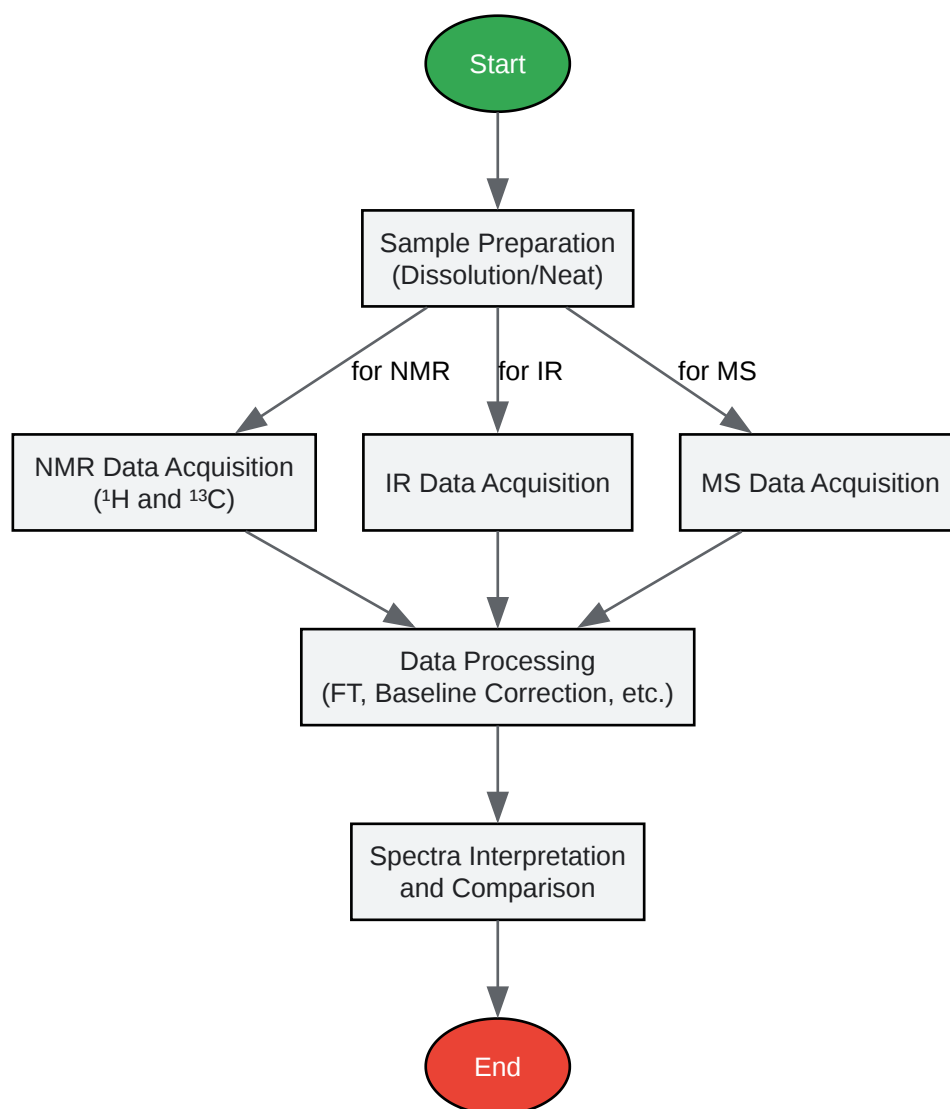 Start
Sample Preparation
(Dissolution/Neat)
for NMR
for IR
for MS
NMR Data Acquisition
(¹H and ¹³C)
IR Data Acquisition
MS Data Acquisition
Data Processing
(FT, Baseline Correction, etc.)
Spectra Interpretation
and Comparison
End